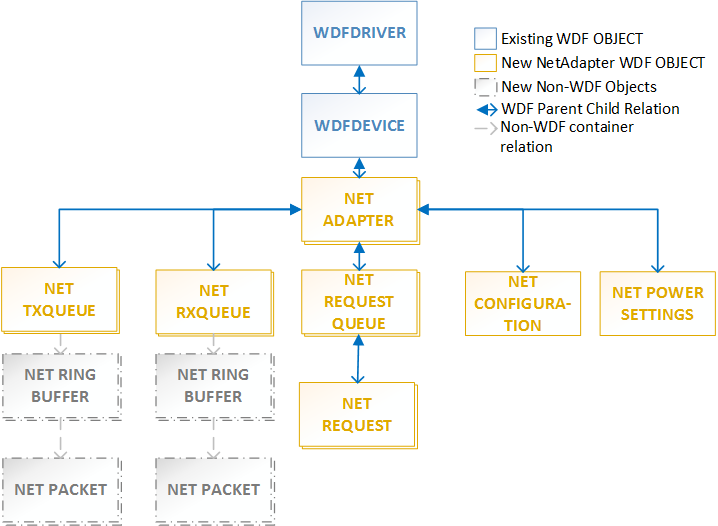 WDFDRIVER
Existing WDF OBJECT
New NetAdapter WDF OBJECT
New Non-WDF Objects
WDF Parent Child Relation
Non-WDF container
relation
WDFDEVICE
NET
ADAPTER
NET
TXQUEUE
NET
RXQUEUE
NET
REQUEST
QUEUE
NET
CONFIGURA-
TION
NET POWER
SETTINGS
NET RING
BUFFER
NET RING
BUFFER
NET
REQUEST
NET PACKET
NET PACKET